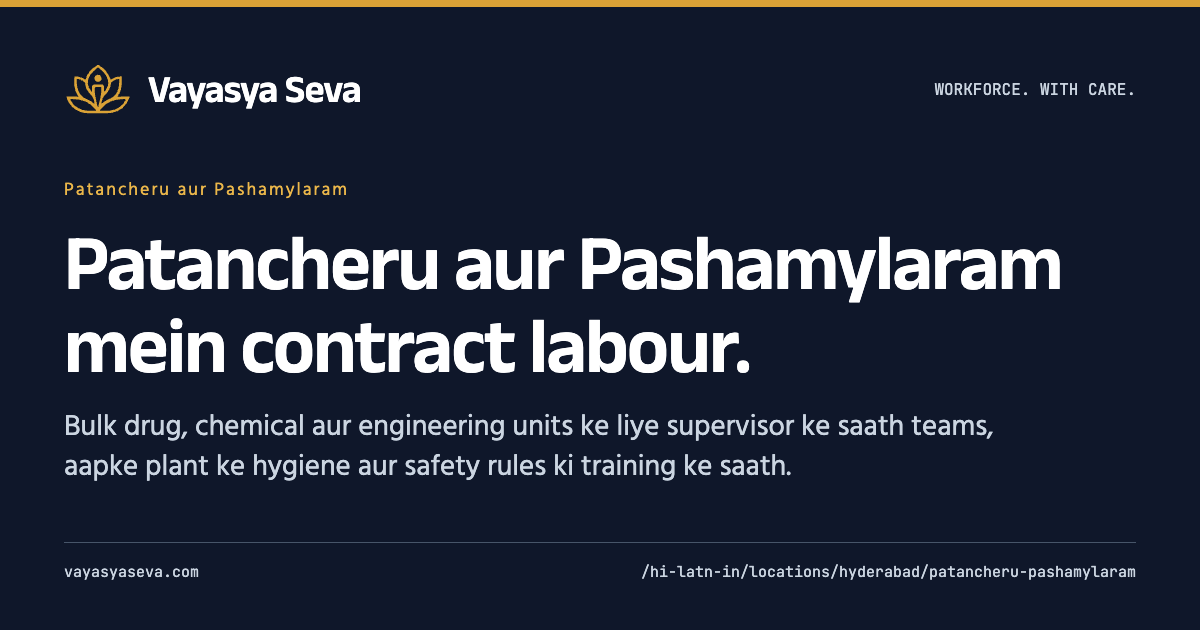 Vayasya Seva
WORKFORCE. WITH CARE.
Patancheru aur Pashamylaram
Patancheru aur Pashamylaram
mein contract labour.
Bulk drug, chemical aur engineering units ke liye supervisor ke saath teams,
aapke plant ke hygiene aur safety rules ki training ke saath.
vayasyaseva.com
/hi-latn-in/locations/hyderabad/patancheru-pashamylaram